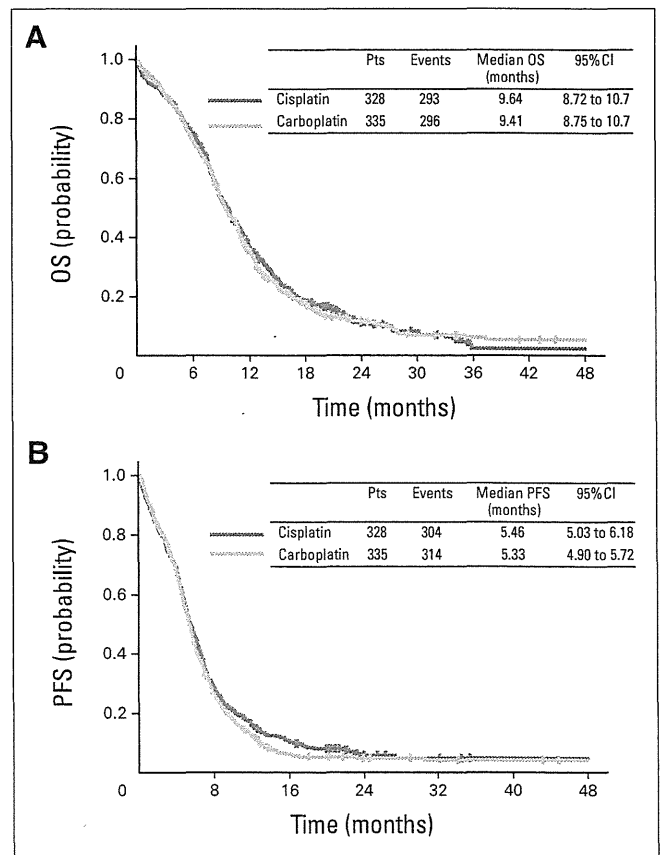 A
OS (probability)
1.0
0.8
0.6
0.4
0.2
0 6 12 18 24 30 36 42 48
Time (months)
Pts Events Median OS (months) 95%CI
Cisplatin 328 293 9.64 8.72 to 10.7
Carboplatin 335 296 9.41 8.75 to 10.7
B
PFS (probability)
1.0
0.8
0.6
0.4
0.2
0 8 16 24 32 40 48
Time (months)
Pts Events Median PFS (months) 95%CI
Cisplatin 328 304 5.46 5.03 to 6.18
Carboplatin 335 314 5.33 4.90 to 5.72